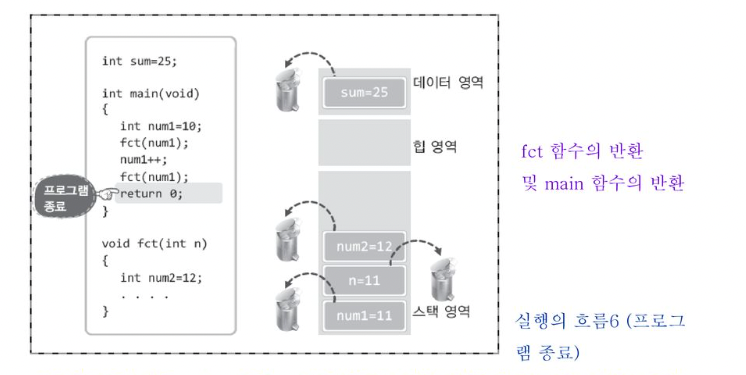 int sum=25;
int main(void)
{
int num1=10;
fct(num1);
num1++;
fct(num1);
return 0;
}
void fct(int n)
{
int num2=12;
. . . .
}
프로그램
종료
sum=25
데이터 영역
힙 영역
num2=12
n=11
num1=11
스택 영역
fct 함수의 반환
및 main 함수의 반환
실행의 흐름6 (프로그
램 종료)